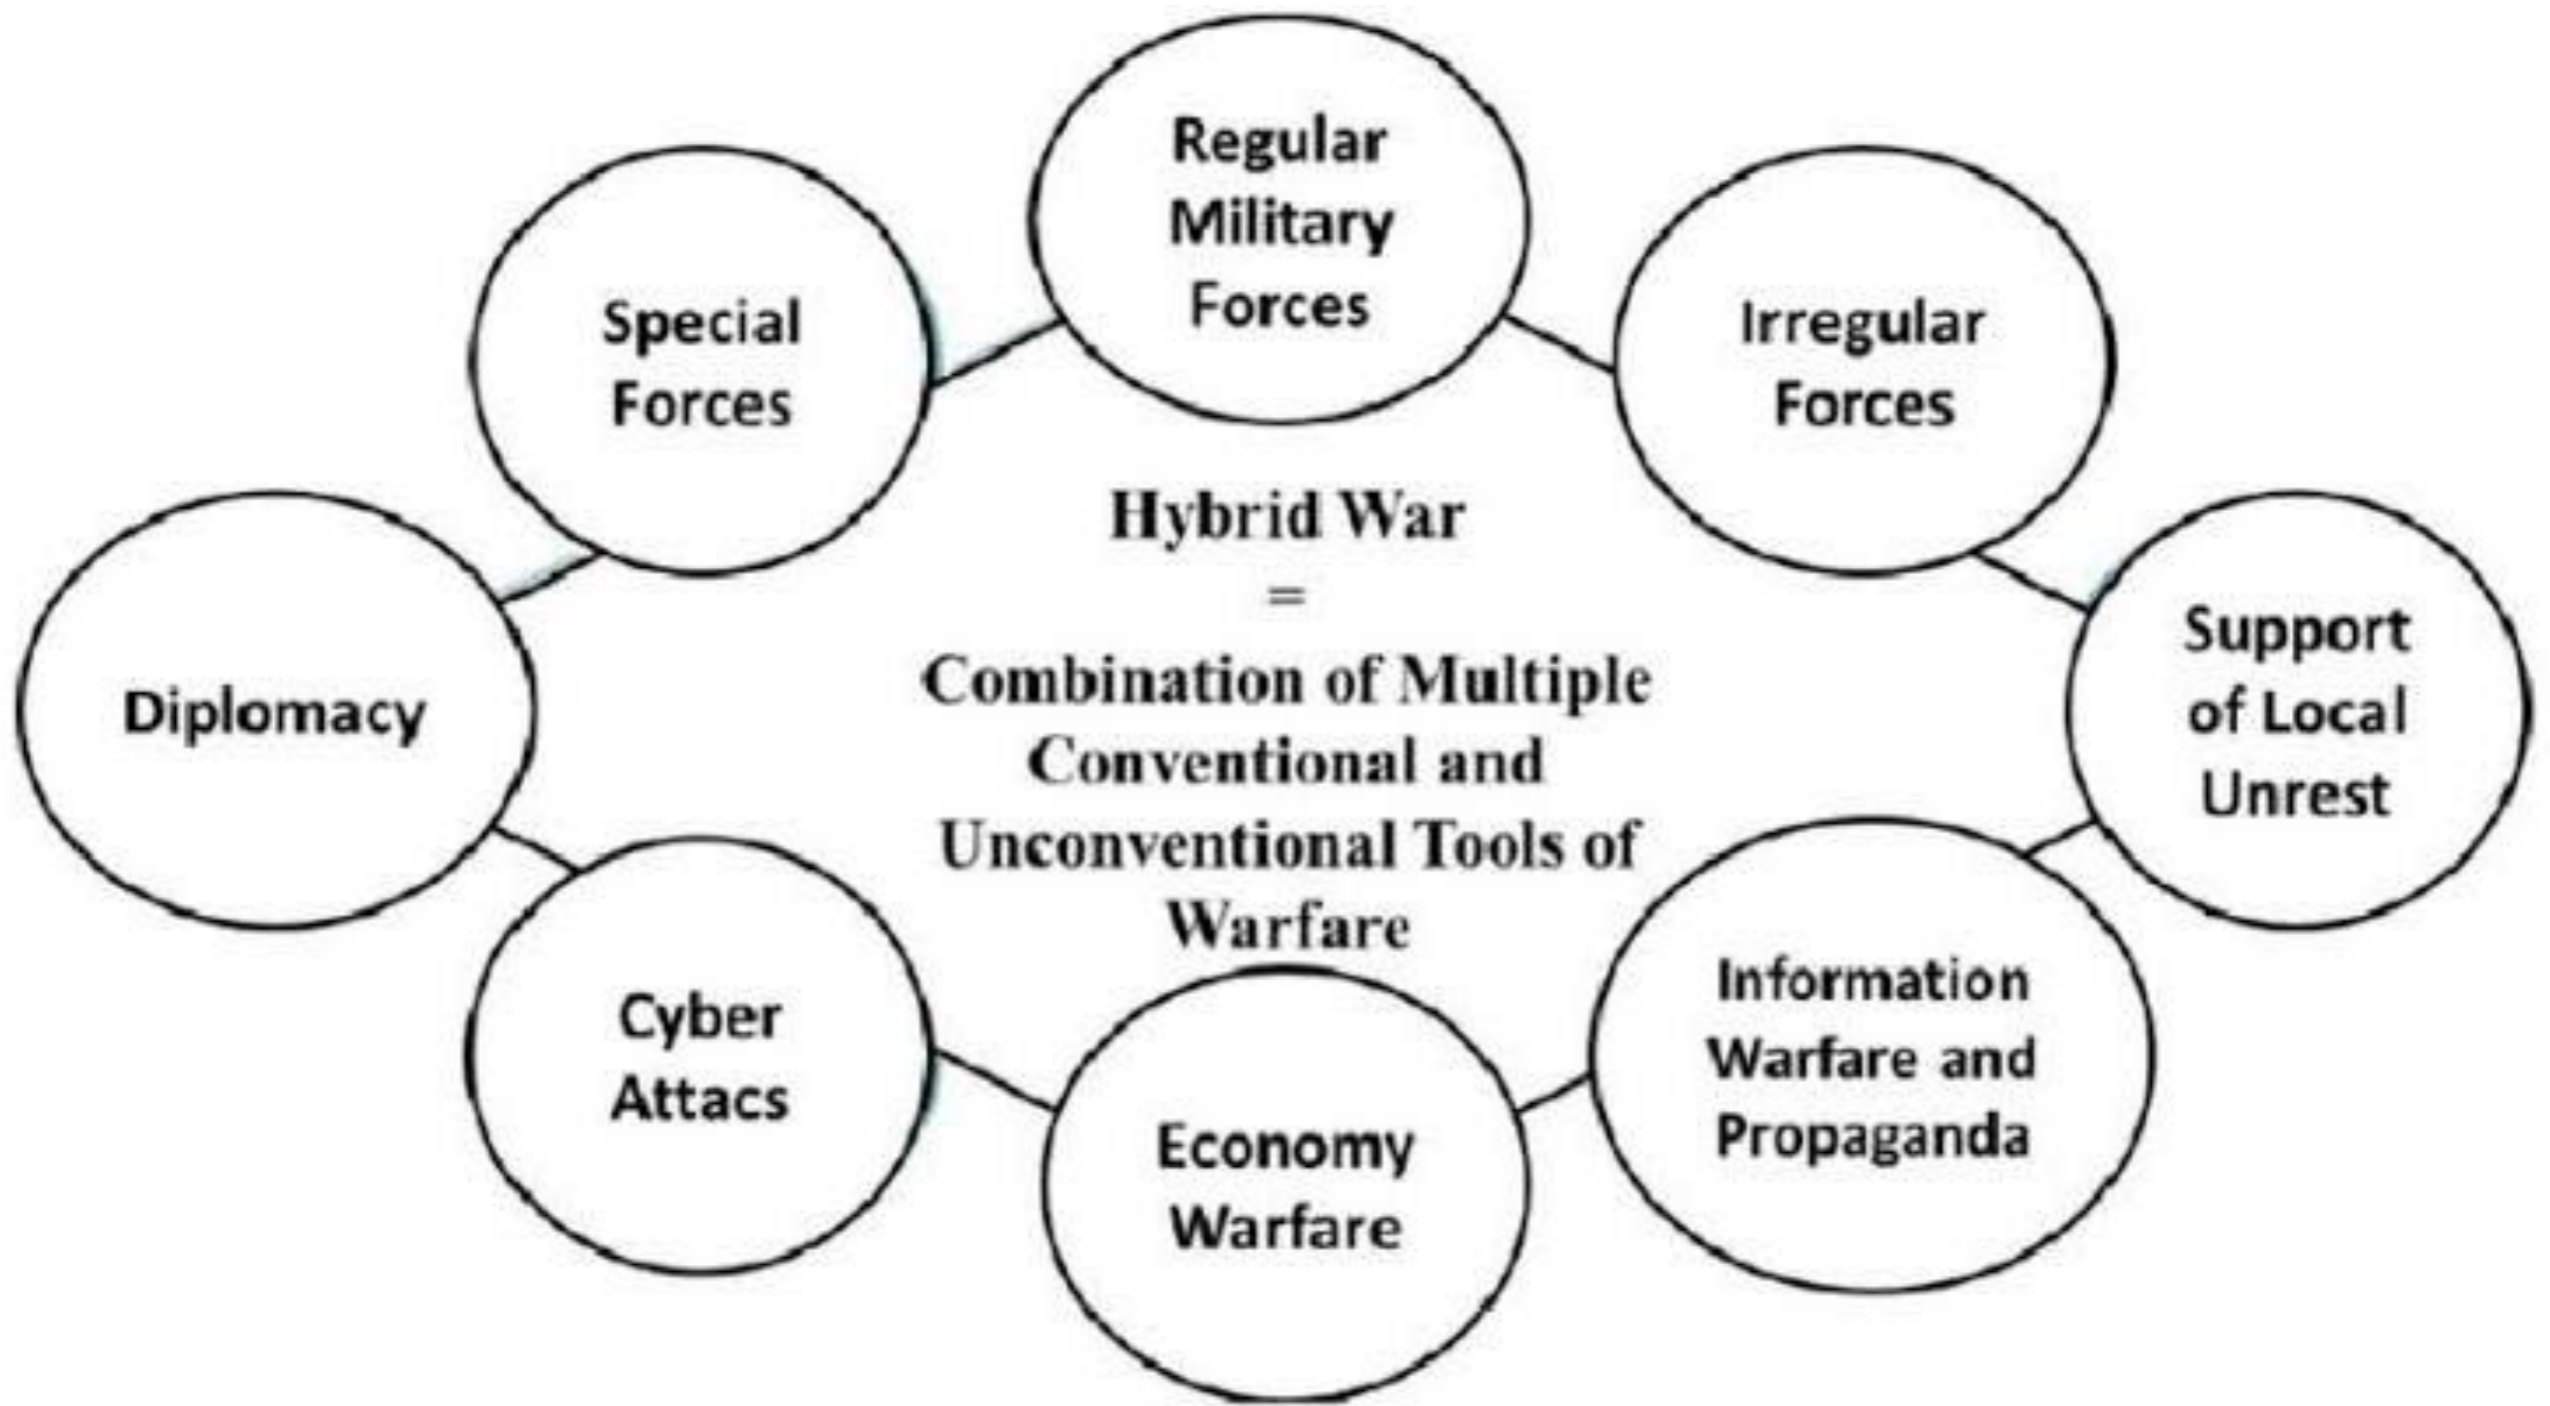 Regular
Military
Forces
Special
Forces
Irregular
Forces
Hybrid War
=
Combination of Multiple
Conventional and
Unconventional Tools of
Warfare
Support
of Local
Unrest
Diplomacy
Information
Warfare and
Propaganda
Cyber
Attacs
Economy
Warfare